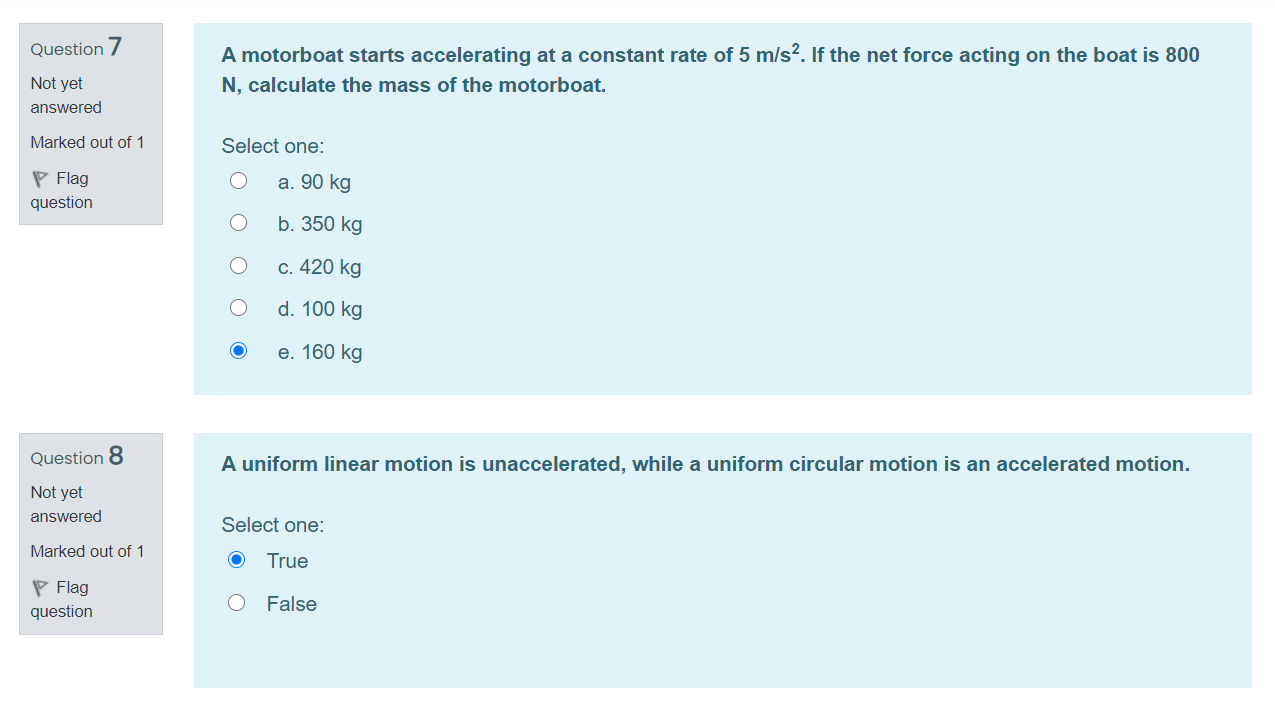 Question 7
Not yet
answered
Marked out of 1
Flag
question
A motorboat starts accelerating at a constant rate of 5 m/s². If the net force acting on the boat is 800
N, calculate the mass of the motorboat.
Select one:
a. 90 kg
b. 350 kg
c. 420 kg
d. 100 kg
e. 160 kg
Question 8
Not yet
answered
Marked out of 1
Flag
question
A uniform linear motion is unaccelerated, while a uniform circular motion is an accelerated motion.
Select one:
True
False